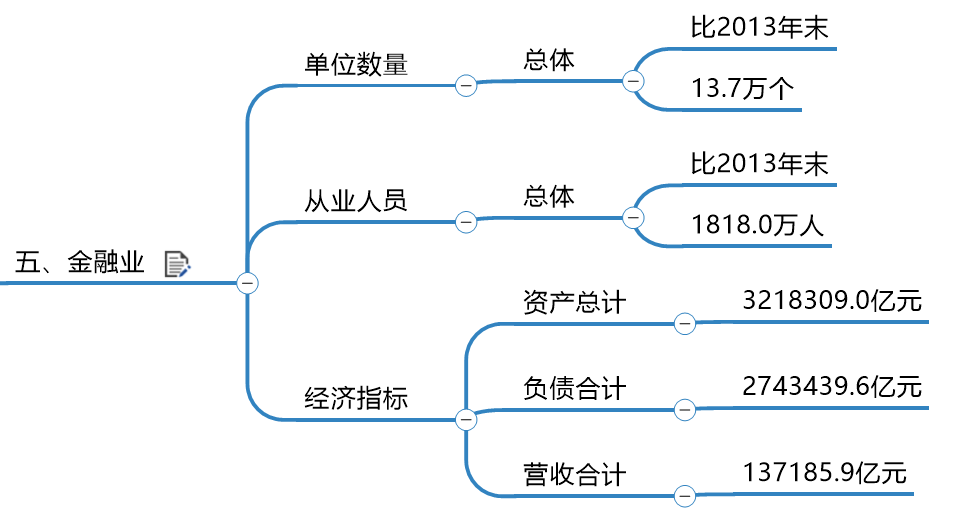 五、金融业
单位数量
总体
比2013年末
13.7万个
从业人员
总体
比2013年末
1818.0万人
经济指标
资产总计
3218309.0亿元
负债合计
2743439.6亿元
营收合计
137185.9亿元